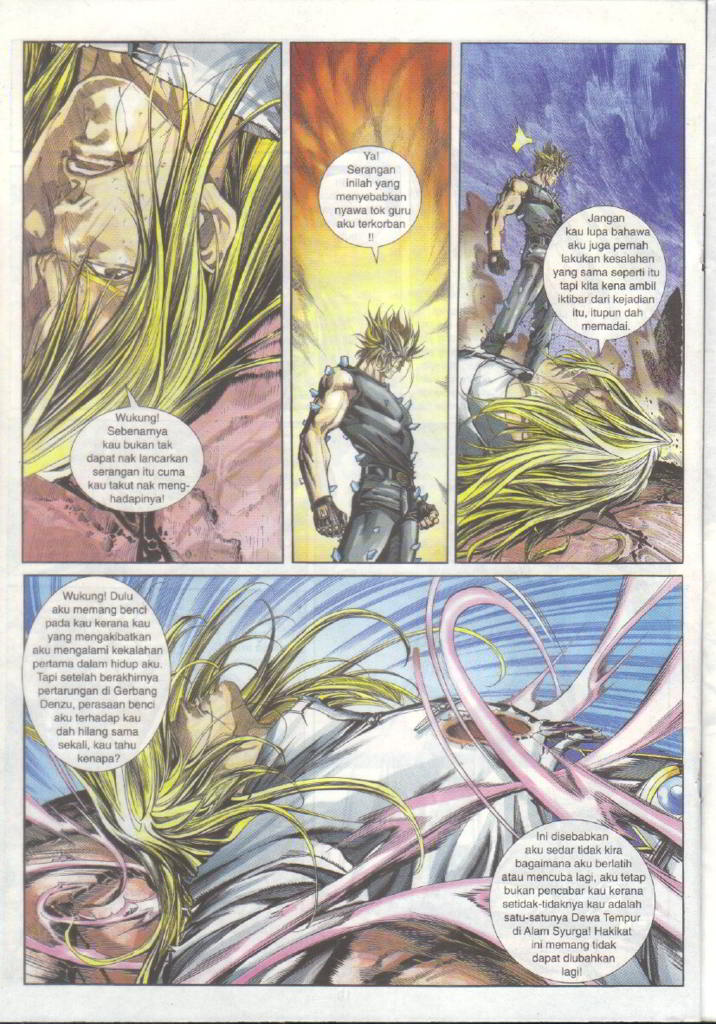 Wukung!
Sebenarnya
kau bukan tak
dapat nak lancarkan
serangan itu cuma
kau takut nak meng-
hadapinya!
Ya!
Serangan
inilah yang
menyebabkan
nyawa tok guru
aku terkorban
!!
Jangan
kau lupa bahawa
aku juga pernah
lakukan kesalahan
yang sama seperti itu
tapi kita kena ambil
iktibar dari kejadian
itu, itupun dah
memadai.
Wukung! Dulu
aku memang benci
pada kau kerana kau
yang mengakibatkan
aku mengalami kekalahan
pertama dalam hidup aku.
Tapi setelah berakhirnya
pertarungan di Gerbang
Denzu, perasaan benci
aku terhadap kau
dah hilang sama
sekali, kau tahu
kenapa?
Ini disebabkan
aku sedar tidak kira
bagaimana aku berlatih
atau mencuba lagi, aku tetap
bukan pencabar kau kerana
setidak-tidaknya kau adalah
satu-satunya Dewa Tempur
di Alam Syurga! Hakikat
ini memang tidak
dapat diubahkan
lagi!